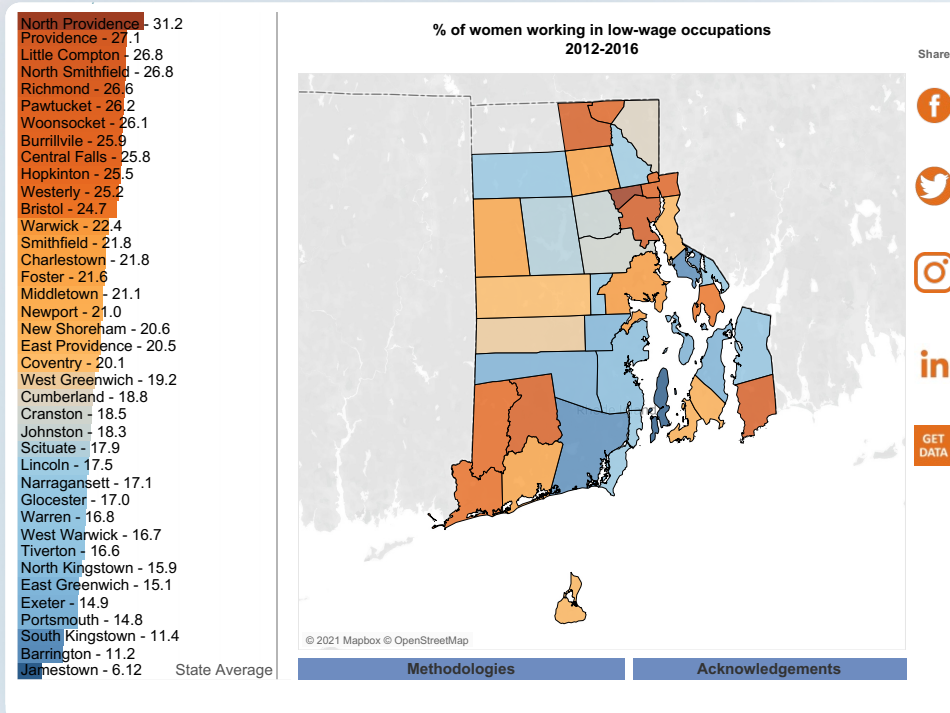 North Providence - 31.2
Providence - 27.1
Little Compton - 26.8
North Smithfield - 26.8
Richmond - 26.6
Pawtucket - 26.2
Woonsocket - 26.1
Burrillvile - 25.9
Central Falls - 25.8
Hopkinton - 25.5
Westerly - 25.2
Bristol - 24.7
Warwick - 22.4
Smithfield - 21.8
Charlestown - 21.8
Foster - 21.6
Middletown - 21.1
Newport - 21.0
New Shoreham - 20.6
East Providence - 20.5
Coventry - 20.1
West Greenwich - 19.2
Cumberland - 18.8
Cranston - 18.5
Johnston - 18.3
Scituate - 17.9
Lincoln - 17.5
Narragansett - 17.1
Glocester - 17.0
Warren - 16.8
West Warwick - 16.7
Tiverton - 16.6
North Kingstown - 15.9
East Greenwich - 15.1
Exeter - 14.9
Portsmouth - 14.8
South Kingstown - 11.4
Barrington - 11.2
Jamestown - 6.12
State Average
% of women working in low-wage occupations
2012-2016
© 2021 Mapbox © OpenStreetMap
Methodologies
Acknowledgements
Share
GET
DATA